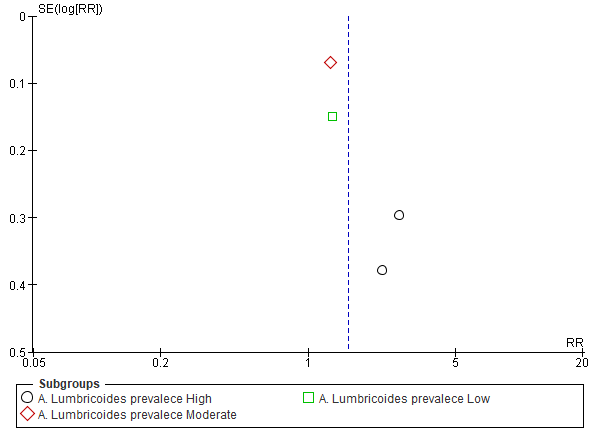 SE(log[RR])
0
0.1
0.2
0.3
0.4
0.5
RR
0.05 0.2 1 5 20
Subgroups
A. Lumbricoides prevalece High A. Lumbricoides prevalece Low
A. Lumbricoides prevalece Moderate